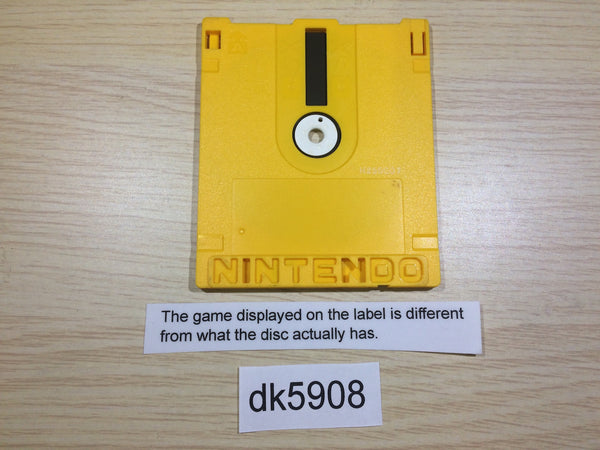 NINTENDO
The game displayed on the label is different
from what the disc actually has.
dk5908